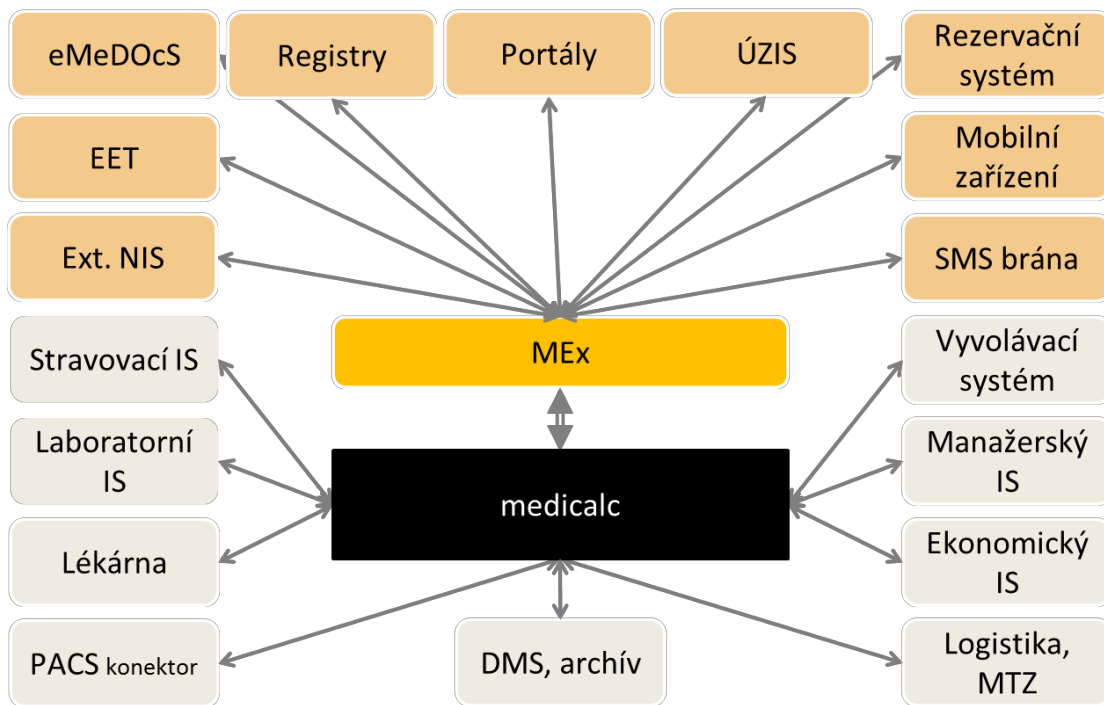 eMeDOcS
Registry
Portály
ÚZIS
Rezervační
systém
EET
Mobilní
zařízení
Ext. NIS
SMS brána
Stravovací IS
MEx
Vyvolávací
systém
Laboratorní
IS
medicalc
Manažerský
IS
Lékárna
Ekonomický
IS
PACS konektor
DMS, archív
Logistika,
MTZ